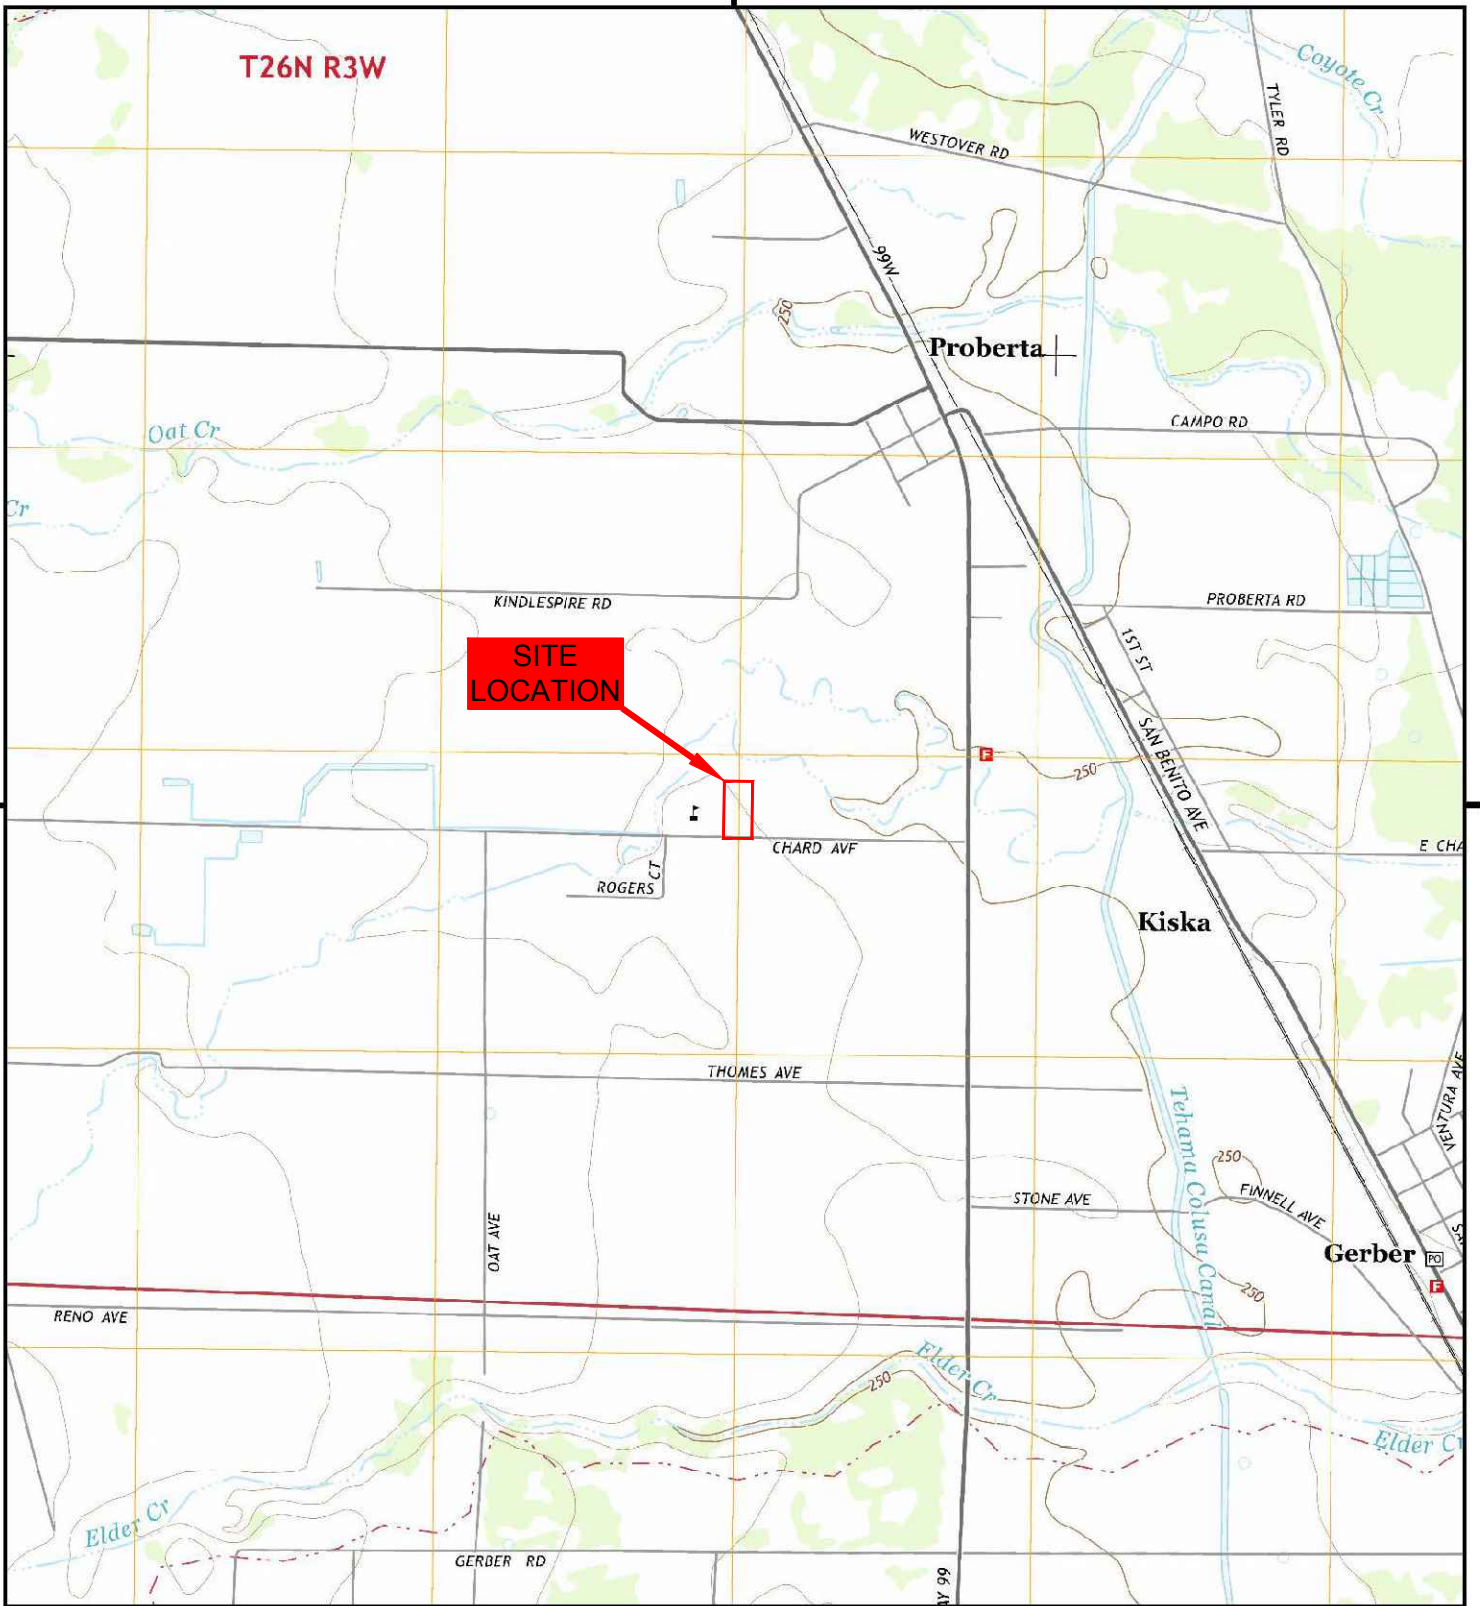 T26N R3W
Coyote Cr
TYLER RD
WESTOVER RD
99W
250
Proberta
CAMPO RD
Oat Cr
Cr
KINDLESPIRE RD
PROBERTA RD
1ST ST
SITE
LOCATION
SAN BENITO AVE
F
250
CHARD AVE
E CHA
ROGERS CT
Kiska
THOMES AVE
VENTURA AVE
Tehama Colusa Canal
250
STONE AVE
FINNELL AVE
OAT AVE
Gerber
PO
SA
F
250
RENO AVE
Elder Cr
250
Elder Cr
Elder Cr
GERBER RD
AY 99